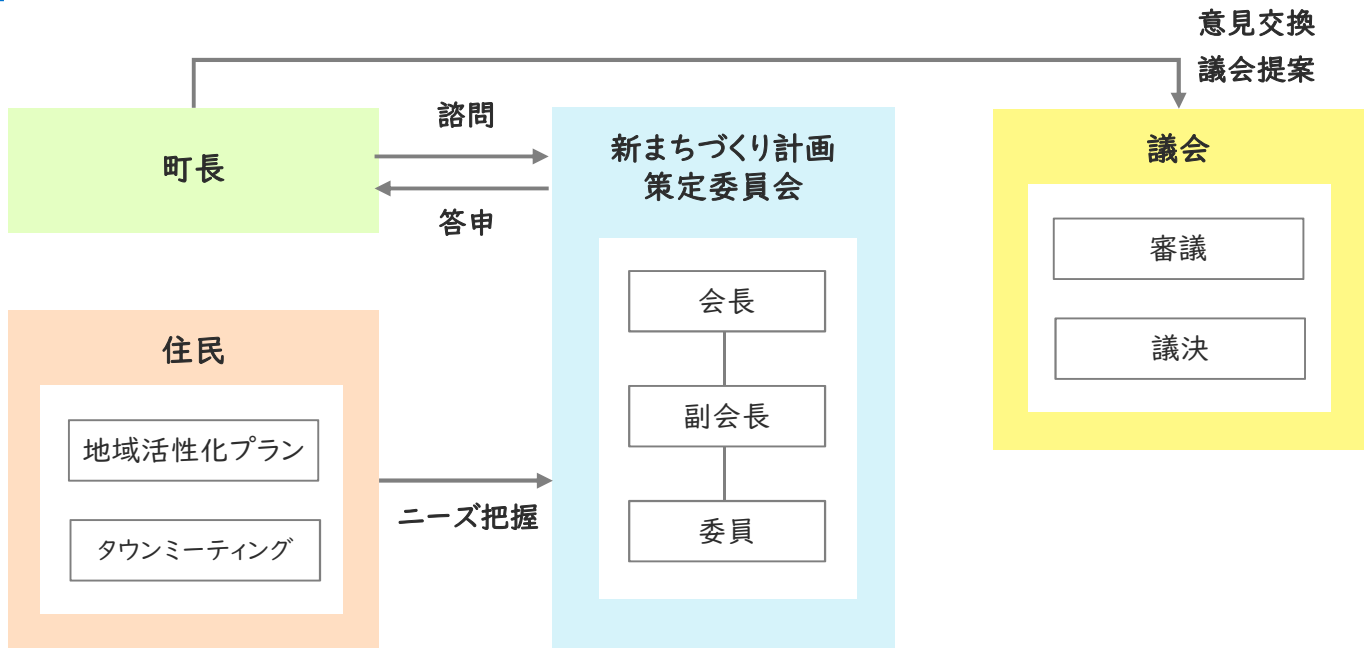 意見交換
議会提案
町長
諮問
答申
新まちづくり計画
策定委員会
会長
副会長
委員
議会
審議
議決
住民
地域活性化プラン
タウンミーティング
ニーズ把握